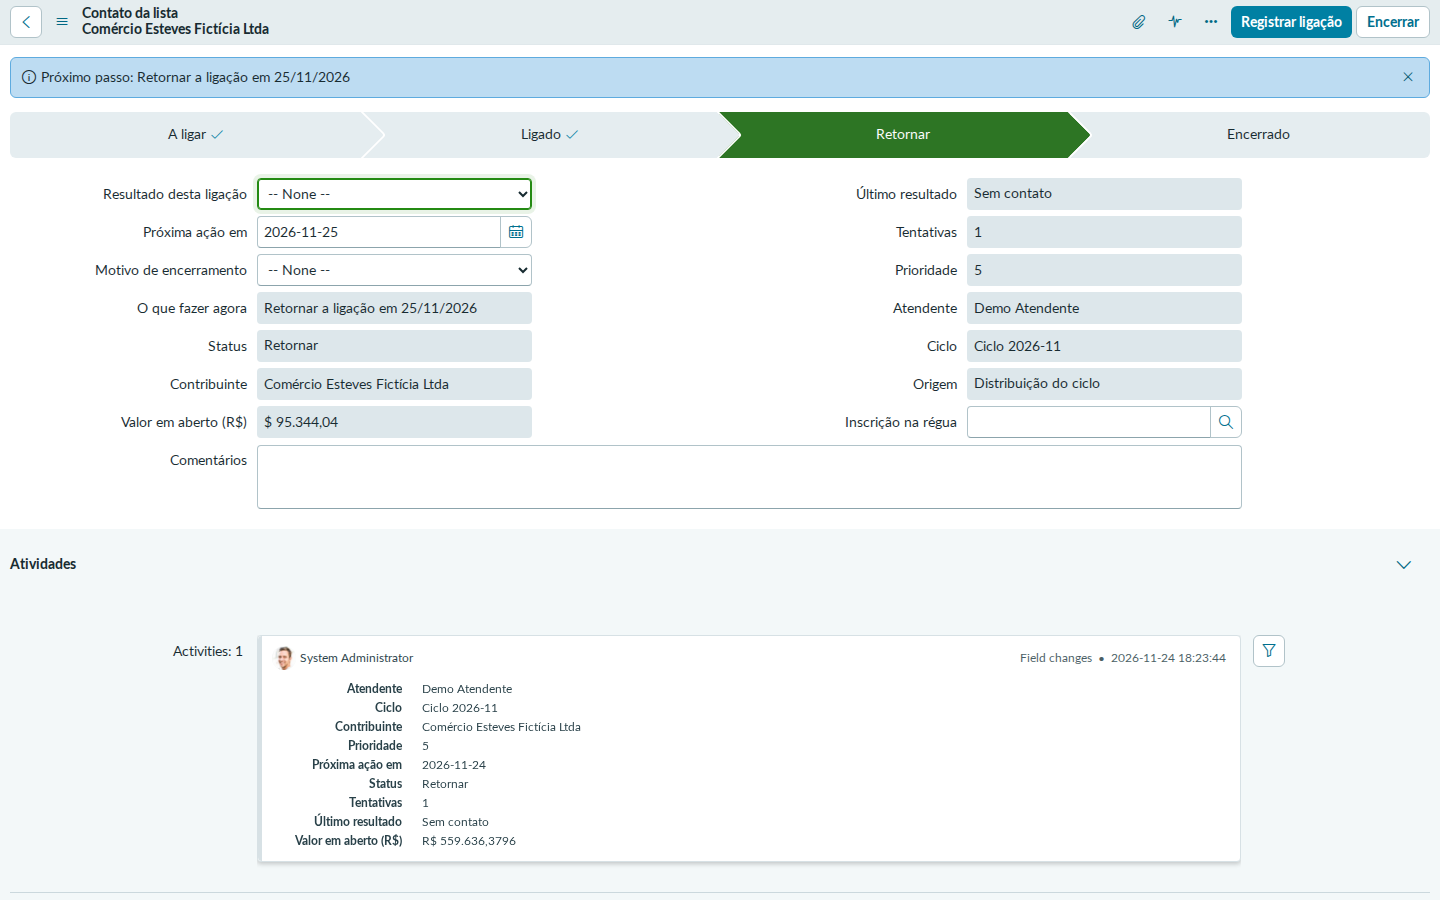 Contato da lista
Comércio Esteves Fictícia Ltda
Registrar ligação
Encerrar
Próximo passo: Retornar a ligação em 25/11/2026
A ligar
Ligado
Retornar
Encerrado
Resultado desta ligação
-- None --
Próxima ação em
2026-11-25
Motivo de encerramento
-- None --
O que fazer agora
Retornar a ligação em 25/11/2026
Status
Retornar
Contribuinte
Comércio Esteves Fictícia Ltda
Valor em aberto (R$)
$ 95.344,04
Último resultado
Sem contato
Tentativas
1
Prioridade
5
Atendente
Demo Atendente
Ciclo
Ciclo 2026-11
Origem
Distribuição do ciclo
Inscrição na régua
Comentários
Atividades
Activities: 1
System Administrator
Field changes • 2026-11-24 18:23:44
Atendente Demo Atendente
Ciclo Ciclo 2026-11
Contribuinte Comércio Esteves Fictícia Ltda
Prioridade 5
Próxima ação em 2026-11-24
Status Retornar
Tentativas 1
Último resultado Sem contato
Valor em aberto (R$) R$ 559.636,3796